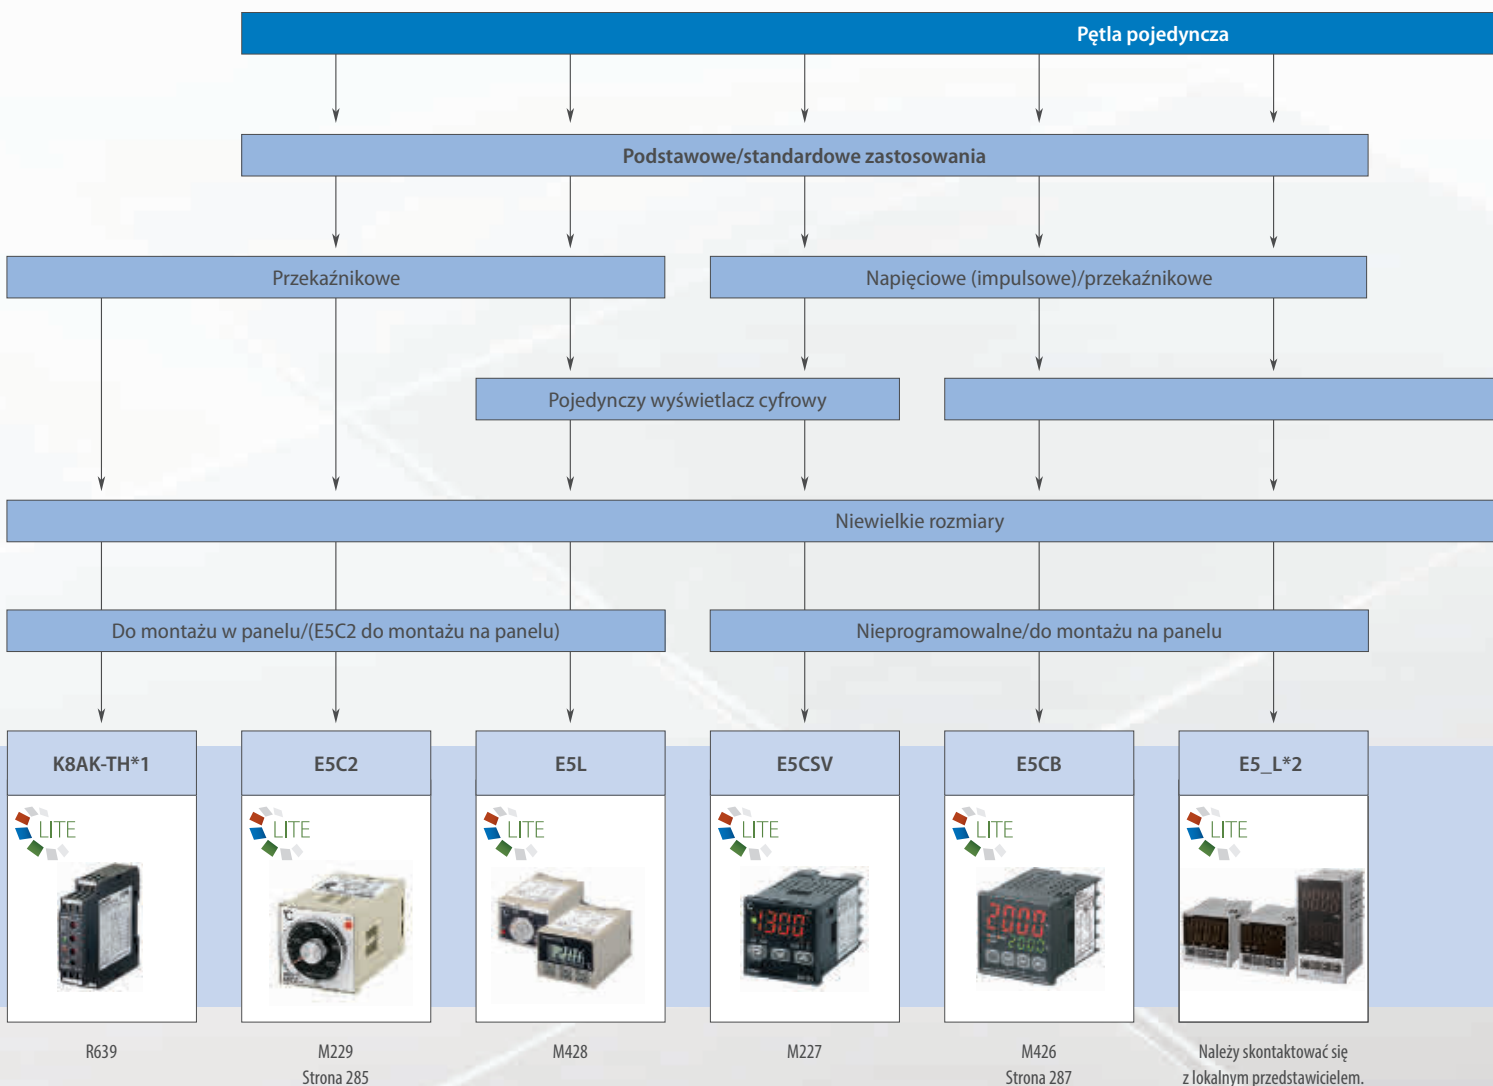 Pętla pojedyncza
Podstawowe/standardowe zastosowania
Przekaźnikowe
Napięciowe (impulsowe)/przekaźnikowe
Pojedynczy wyświetlacz cyfrowy
Niewielkie rozmiary
Do montażu w panelu/(E5C2 do montażu na panelu)
Nieprogramowalne/do montażu na panelu
K8AK-TH*1
E5C2
E5L
E5CSV
E5CB
E5_L*2
LITE
LITE
LITE
LITE
LITE
LITE
°C
1300
2000
2000
R639
M229
Strona 285
M428
M227
M426
Strona 287
Należy skontaktować się
z lokalnym przedstawicielem.